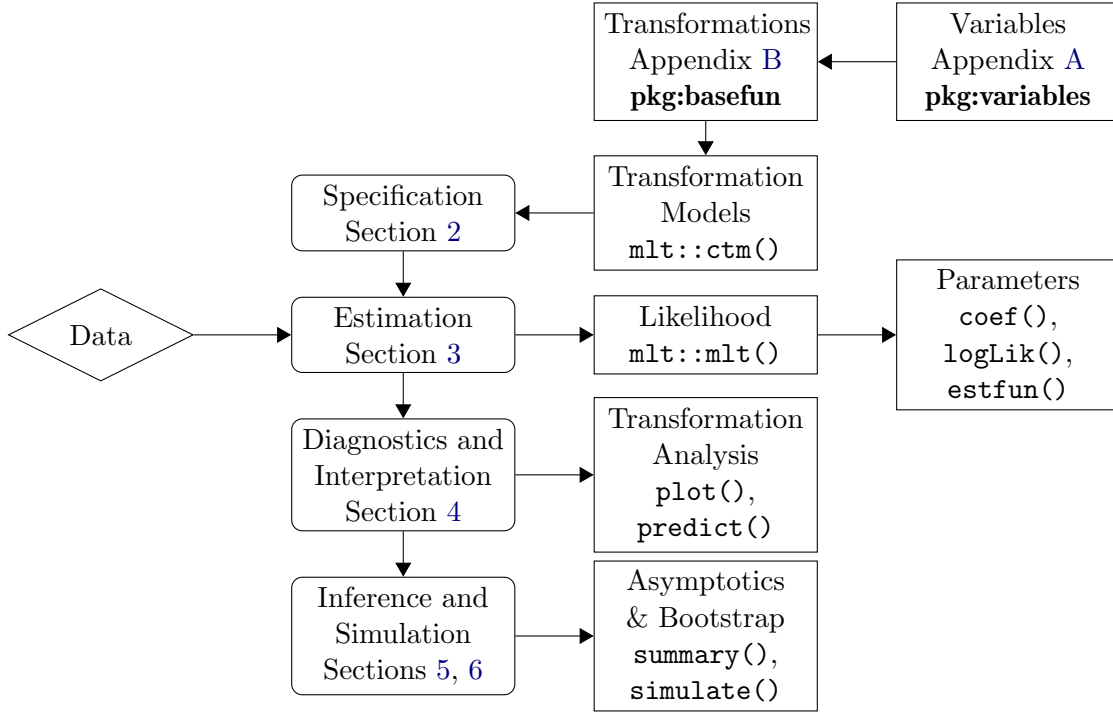 Transformations
Appendix B
pkg:basefun
Variables
Appendix A
pkg:variables
Specification
Section 2
Transformation
Models
mlt::ctm()
Data
Estimation
Section 3
Likelihood
mlt::mlt()
Parameters
coef(),
logLik(),
estfun()
Diagnostics and
Interpretation
Section 4
Transformation
Analysis
plot(),
predict()
Inference and
Simulation
Sections 5, 6
Asymptotics
& Bootstrap
summary(),
simulate()